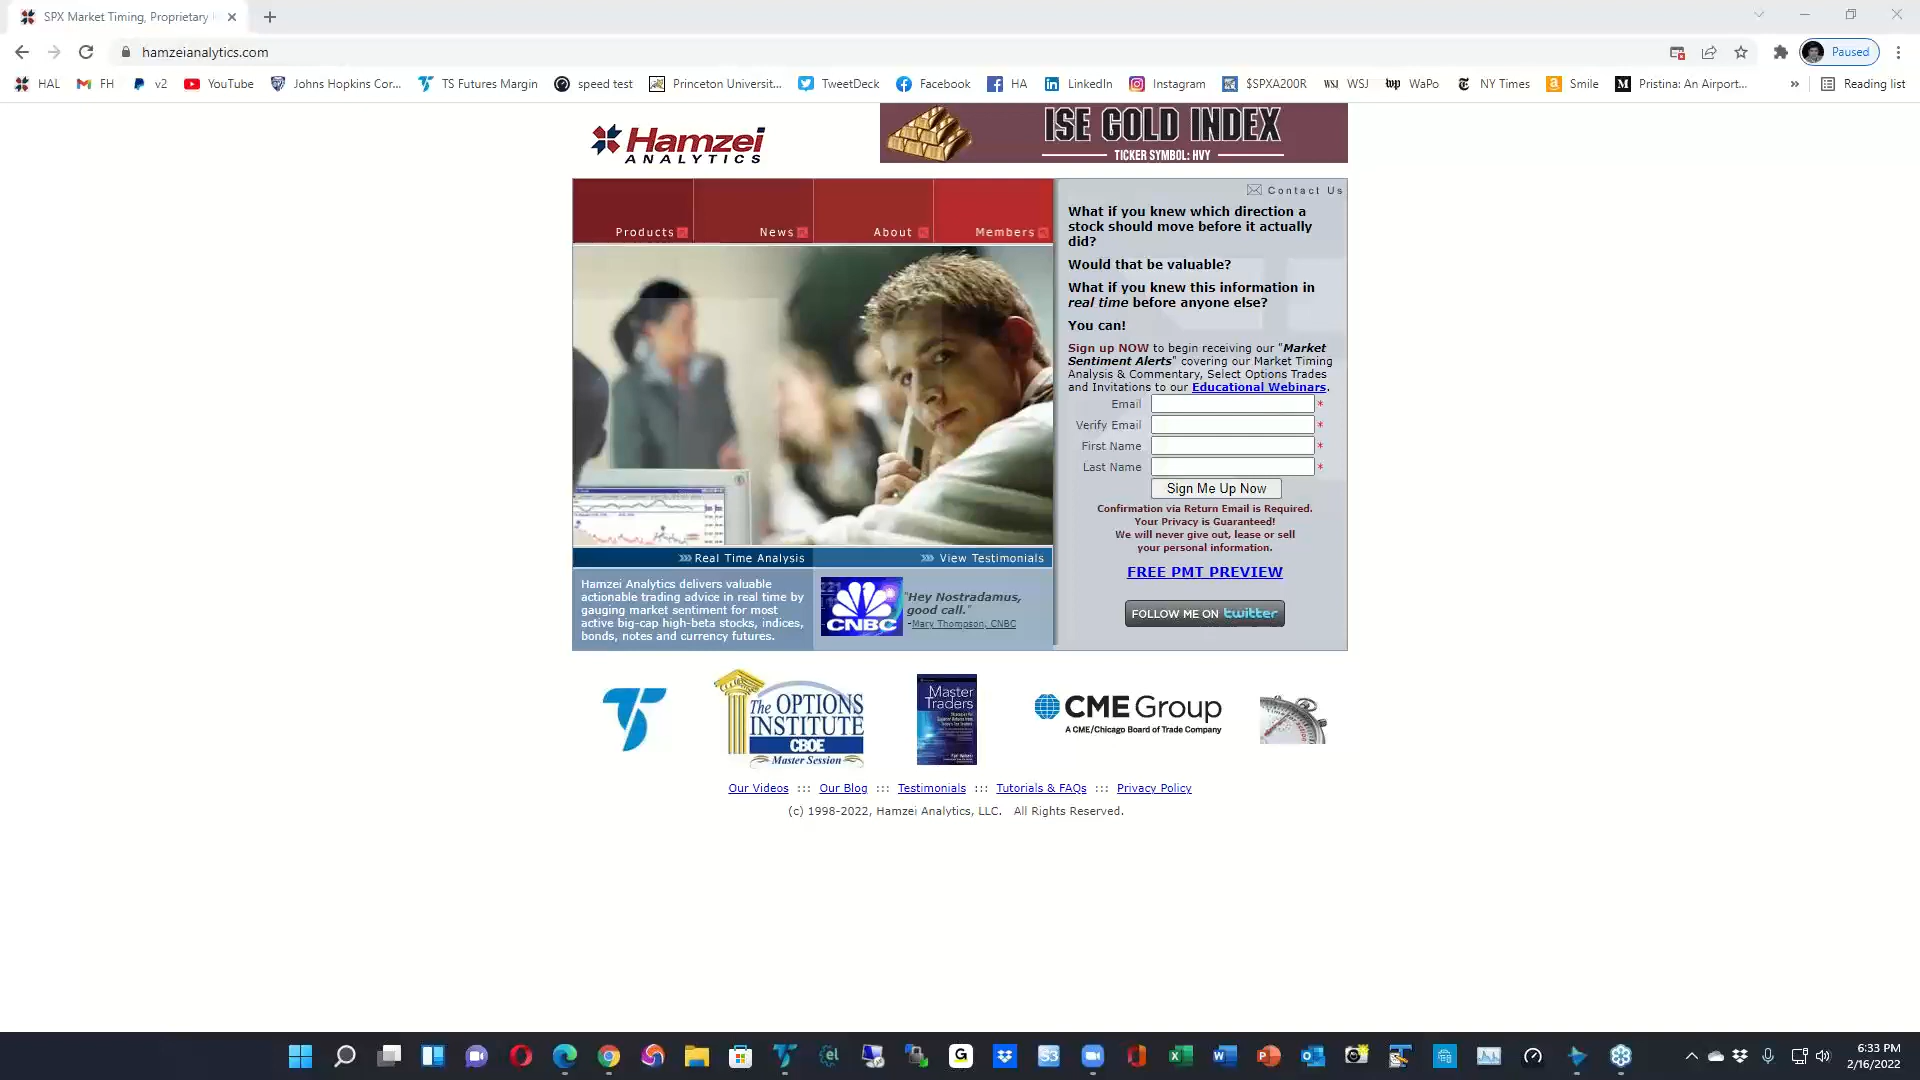 SPX Market Timing, Proprietary
hamzeianalytics.com
Paused
HAL
FH
v2
YouTube
Johns Hopkins Cor...
TS Futures Margin
speed test
Princeton Universit...
TweetDeck
Facebook
HA
LinkedIn
Instagram
$SPXA200R
WSJ WSJ
wp WaPo
NY Times
Smile
Pristina: An Airport...
»
Reading list
Hamzei
ANALYTICS
ISE GOLD INDEX
TICKER SYMBOL: HVY
Products
News
About
Members
Contact Us
What if you knew which direction a
stock should move before it actually
did?
Would that be valuable?
What if you knew this information in
real time before anyone else?
You can!
Sign up NOW to begin receiving our "Market
Sentiment Alerts" covering our Market Timing
Analysis & Commentary, Select Options Trades
and Invitations to our Educational Webinars.
Email *
Verify Email *
First Name *
Last Name *
Sign Me Up Now
Confirmation via Return Email is Required.
Your Privacy is Guaranteed!
We will never give out, lease or sell
your personal information.
FREE PMT PREVIEW
FOLLOW ME ON twitter
Real Time Analysis
View Testimonials
Hamzei Analytics delivers valuable
actionable trading advice in real time by
gauging market sentiment for most
active big-cap high-beta stocks, indices,
bonds, notes and currency futures.
CNBC
"Hey Nostradamus,
good call."
-Mary Thompson, CNBC
The OPTIONS
INSTITUTE
CBOE
Master Session
Master
Traders
CME Group
A CME/Chicago Board of Trade Company
Our Videos ::: Our Blog ::: Testimonials ::: Tutorials & FAQs ::: Privacy Policy
(c) 1998-2022, Hamzei Analytics, LLC. All Rights Reserved.
6:33 PM
2/16/2022